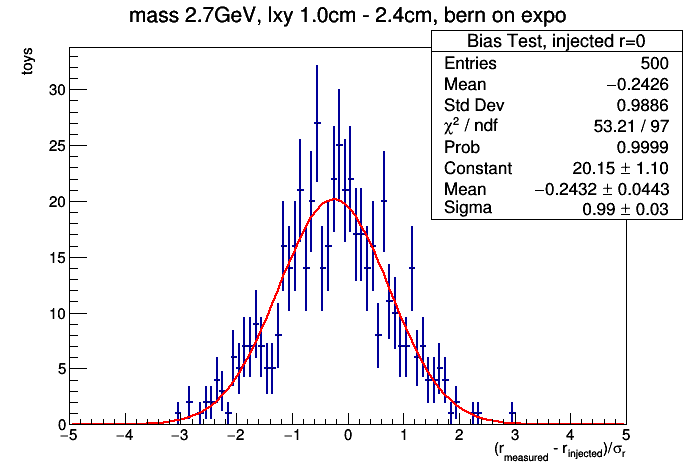 mass 2.7GeV, lxy 1.0cm - 2.4cm, bern on expo
toys
Bias Test, injected r=0
Entries 500
Mean −0.2426
Std Dev 0.9886
χ² / ndf 53.21 / 97
Prob 0.9999
Constant 20.15 ± 1.10
Mean −0.2432 ± 0.0443
Sigma 0.99 ± 0.03
30
25
20
15
10
5
0
−5 −4 −3 −2 −1 0 1 2 3 4 5
(r_measured - r_injected)/σ_r